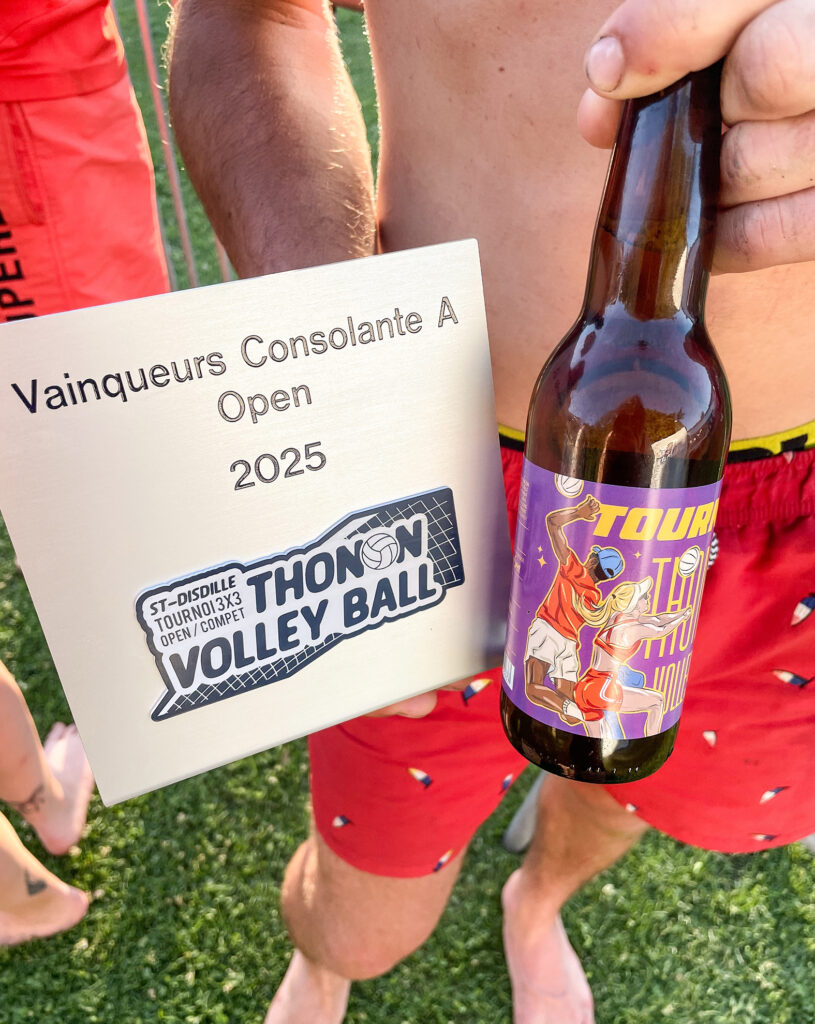 Vainqueurs Consolante A
Open
2025
ST-DISDILLE
TOURNOI 3X3
OPEN / COMPET
THONON
VOLLEY BALL
TOUR